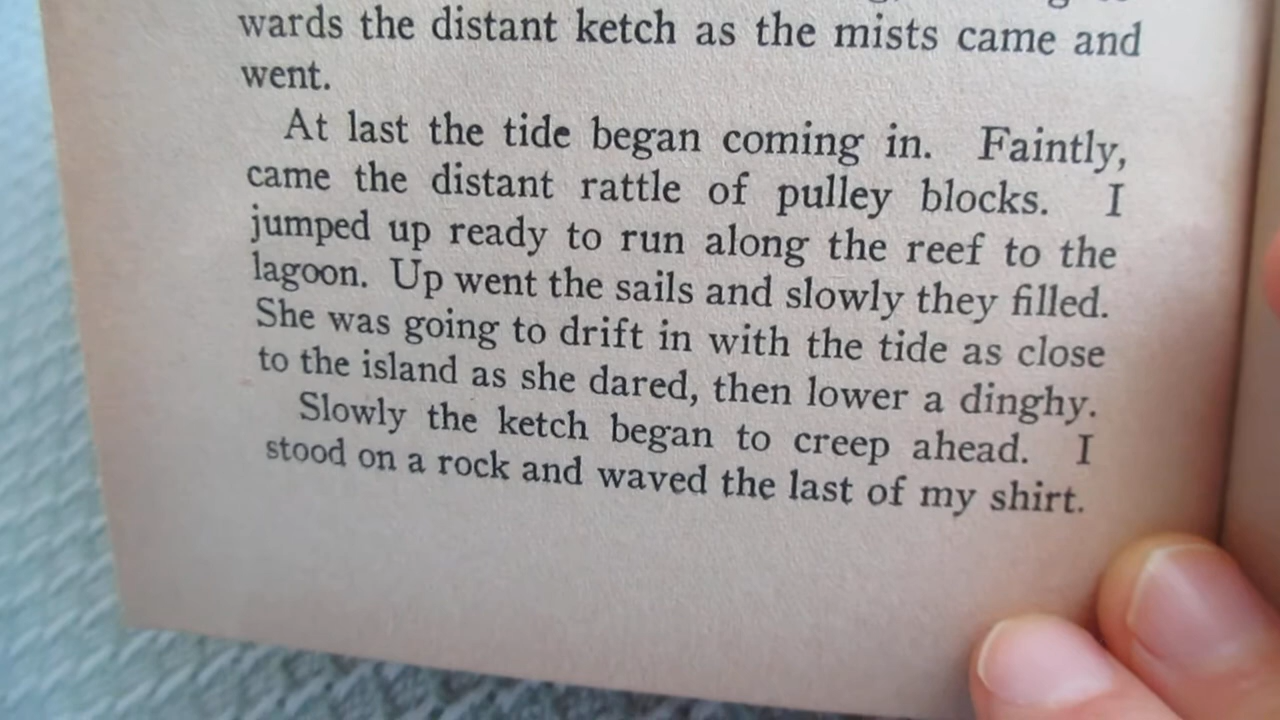 wards the distant ketch as the mists came and
went.
At last the tide began coming in. Faintly,
came the distant rattle of pulley blocks. I
jumped up ready to run along the reef to the
lagoon. Up went the sails and slowly they filled.
She was going to drift in with the tide as close
to the island as she dared, then lower a dinghy.
Slowly the ketch began to creep ahead. I
stood on a rock and waved the last of my shirt.